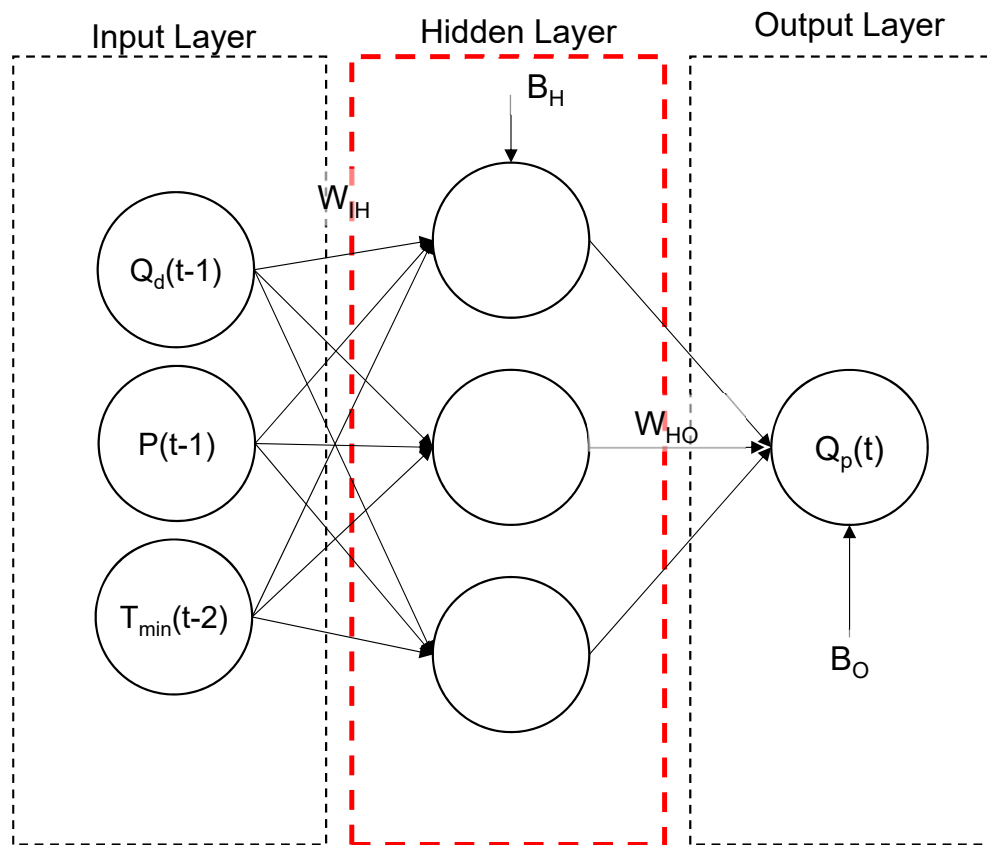 Input Layer
Hidden Layer
Output Layer
B_H
W_IH
Q_d(t-1)
P(t-1)
W_HO
Q_p(t)
T_min(t-2)
B_O